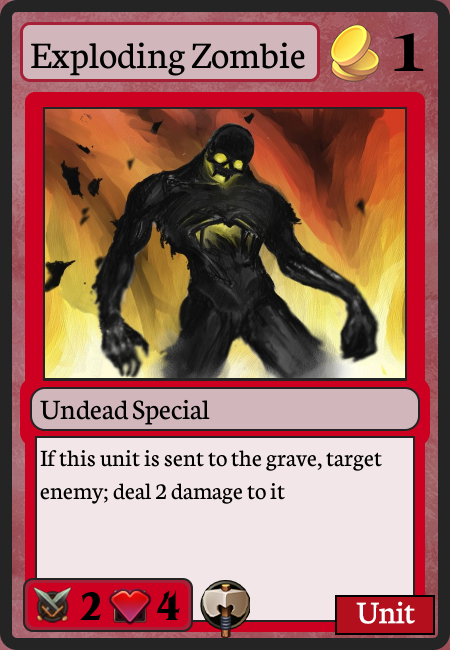 Exploding Zombie 1
Undead Special
If this unit is sent to the grave, target
enemy; deal 2 damage to it
2 4
Unit